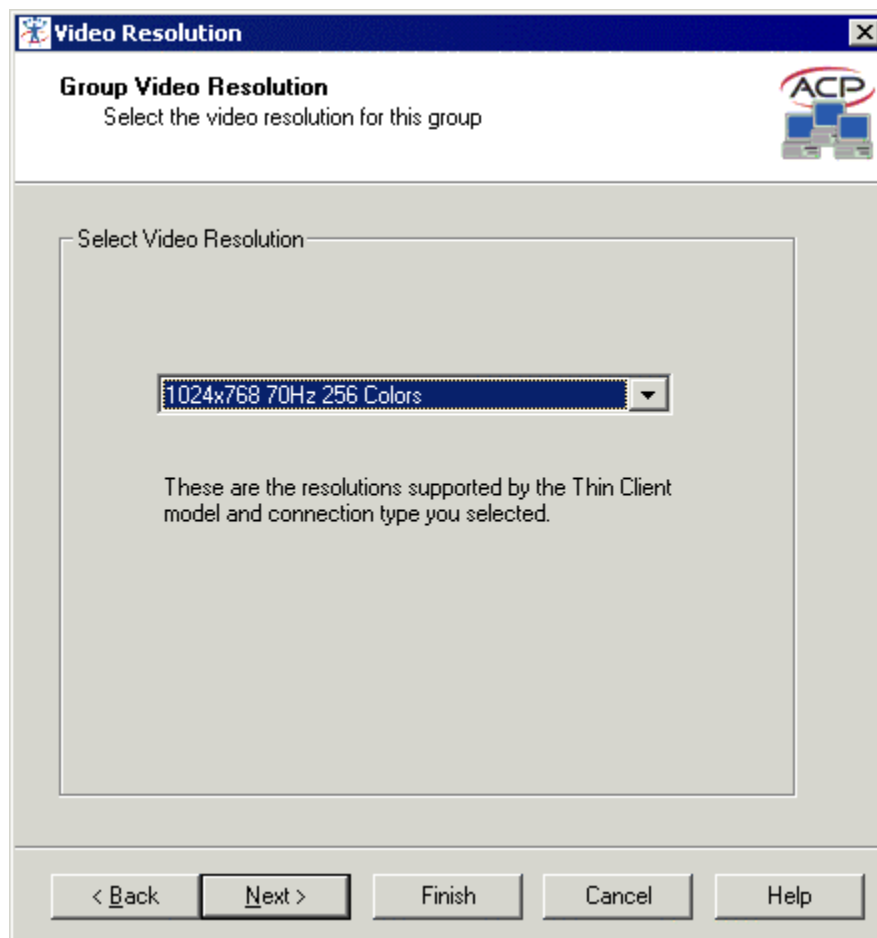 Video Resolution
Group Video Resolution
Select the video resolution for this group
ACP
Select Video Resolution
1024x768 70Hz 256 Colors
These are the resolutions supported by the Thin Client
model and connection type you selected.
< Back Next > Finish Cancel Help